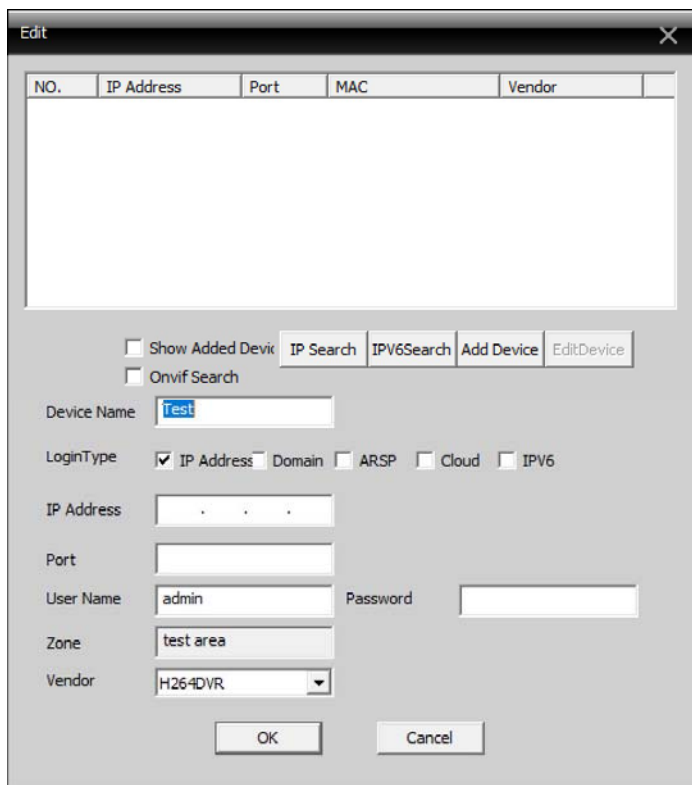 Edit
NO. IP Address Port MAC Vendor
Show Added Devic IP Search IPV6Search Add Device EditDevice
Onvif Search
Device Name Test
LoginType IP Address Domain ARSP Cloud IPV6
IP Address . . .
Port
User Name admin Password
Zone test area
Vendor H264DVR
OK Cancel